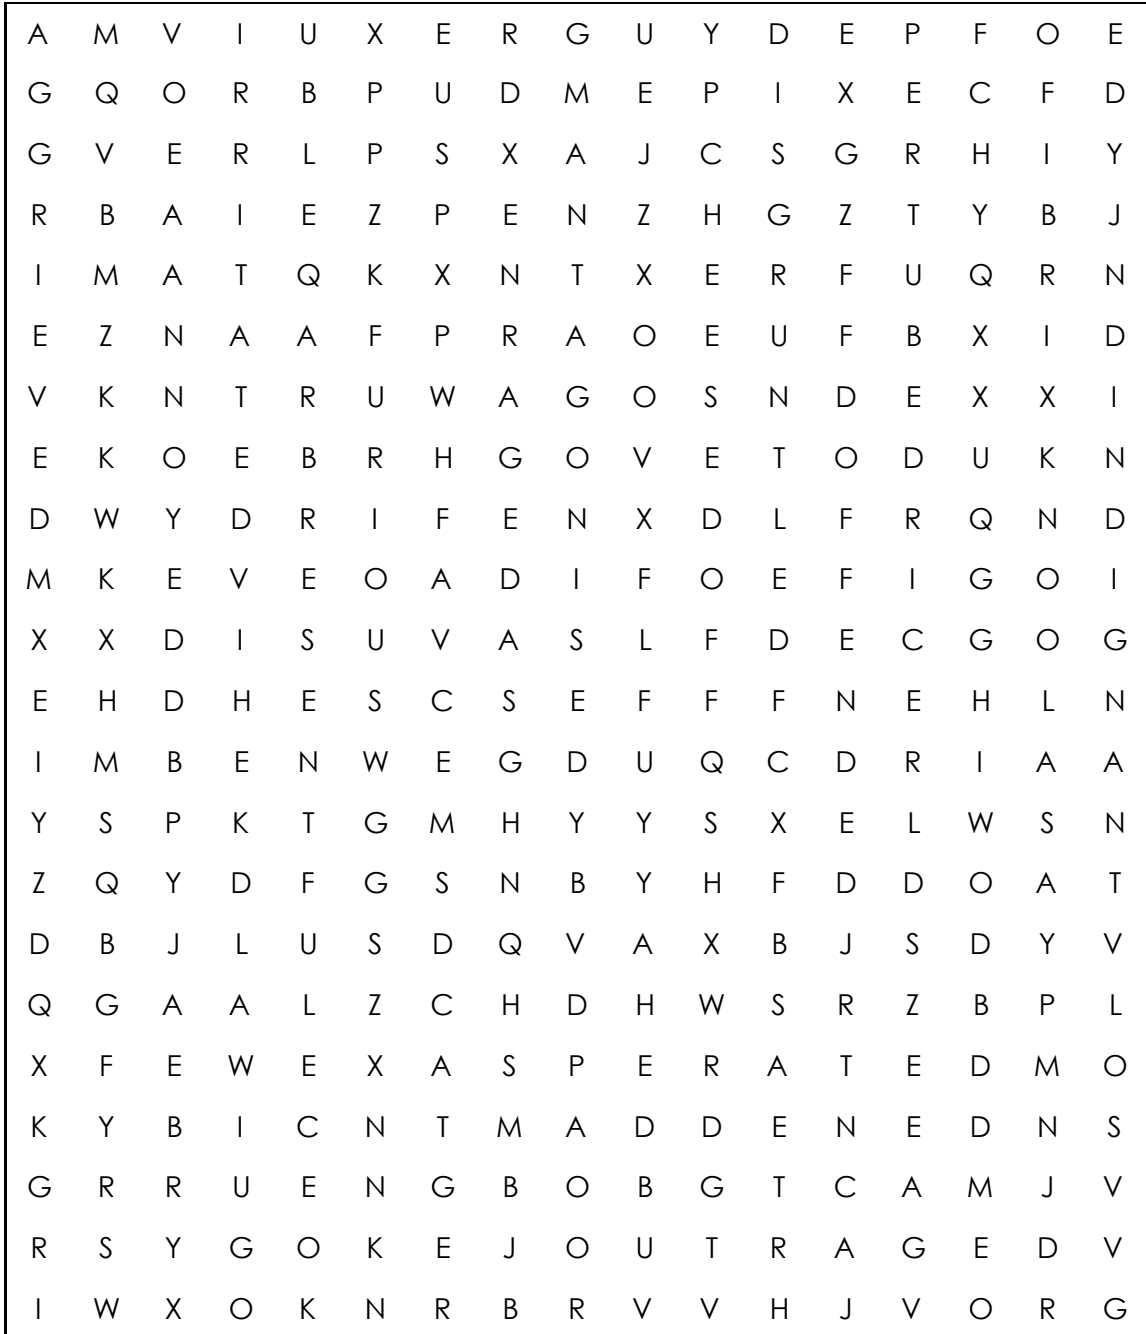 A M V I U X E R G U Y D E P F O E
G Q O R B P U D M E P I X E C F D
G V E R L P S X A J C S G R H I Y
R B A I E Z P E N Z H G Z T Y B J
I M A T Q K X N T X E R F U Q R N
E Z N A A F P R A O E U F B X I D
V K N T R U W A G O S N D E X X I
E K O E B R H G O V E T O D U K N
D W Y D R I F E N X D L F R Q N D
M K E V E O A D I F O E F I G O I
X X D I S U V A S L F D E C G O G
E H D H E S C S E F F F N E H L N
I M B E N W E G D U Q C D R I A A
Y S P K T G M H Y Y S X E L W S N
Z Q Y D F G S N B Y H F D D O A T
D B J L U S D Q V A X B J S D Y V
Q G A A L Z C H D H W S R Z B P L
X F E W E X A S P E R A T E D M O
K Y B I C N T M A D D E N E D N S
G R R U E N G B O B G T C A M J V
R S Y G O K E J O U T R A G E D V
I W X O K N R B R V V H J V O R G